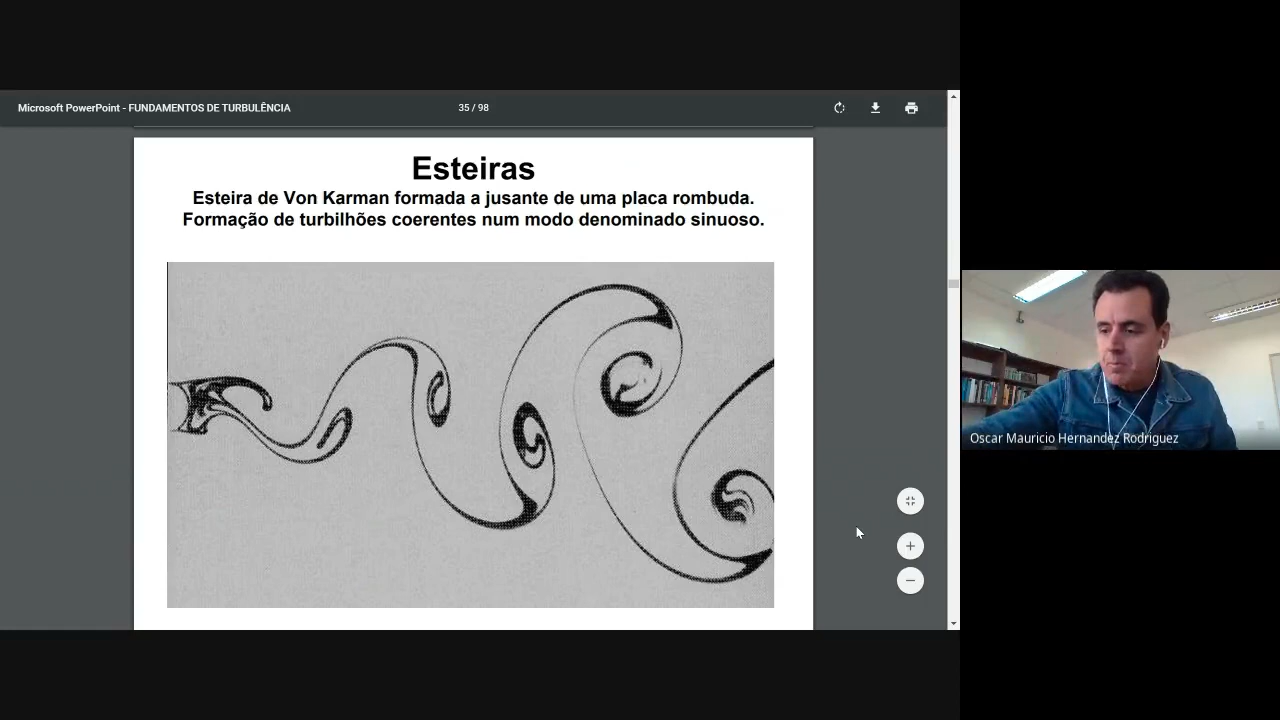 Microsoft PowerPoint - FUNDAMENTOS DE TURBULÊNCIA
35 / 98
Esteiras
Esteira de Von Karman formada a jusante de uma placa rombuda.
Formação de turbilhões coerentes num modo denominado sinuoso.
Oscar Mauricio Hernandez Rodriguez